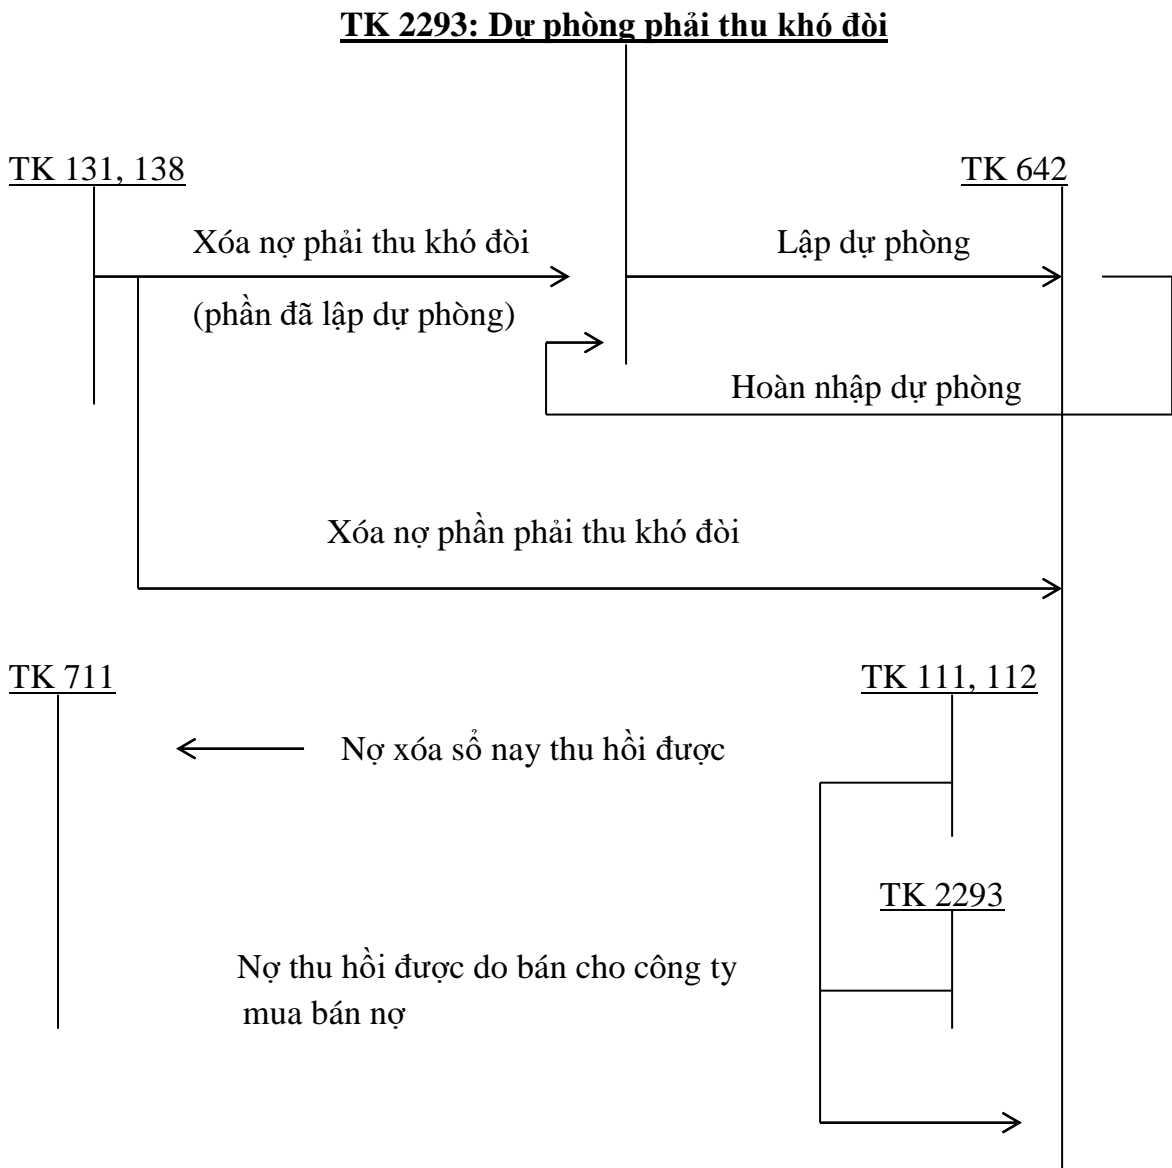 TK 2293: Dự phòng phải thu khó đòi
TK 131, 138
TK 642
Xóa nợ phải thu khó đòi
Lập dự phòng
(phần đã lập dự phòng)
Hoàn nhập dự phòng
Xóa nợ phần phải thu khó đòi
TK 711
TK 111, 112
Nợ xóa sổ nay thu hồi được
TK 2293
Nợ thu hồi được do bán cho công ty
mua bán nợ